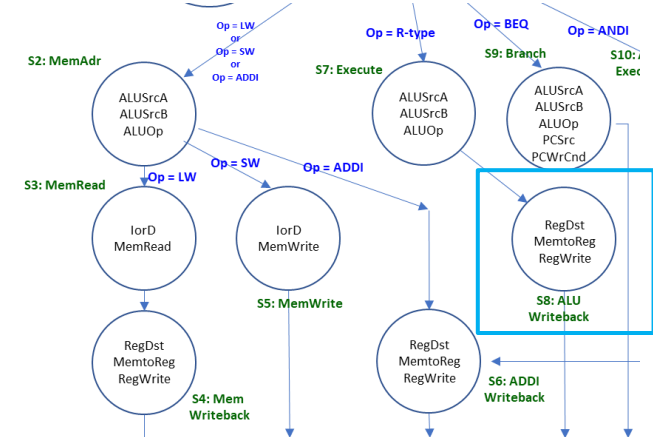 Op = LW
or
Op = SW
or
Op = ADDI
Op = R-type
Op = BEQ
Op = ANDI
S2: MemAdr
S7: Execute
S9: Branch
S10:
ALUSrcA
ALUSrcB
ALUOp
ALUSrcA
ALUSrcB
ALUOp
ALUSrcA
ALUSrcB
ALUOp
PCSrc
PCWrCnd
Op = LW
Op = SW
Op = ADDI
S3: MemRead
IorD
MemRead
IorD
MemWrite
S5: MemWrite
RegDst
MemtoReg
RegWrite
S8: ALU
Writeback
RegDst
MemtoReg
RegWrite
S4: Mem
Writeback
RegDst
MemtoReg
RegWrite
S6: ADDI
Writeback